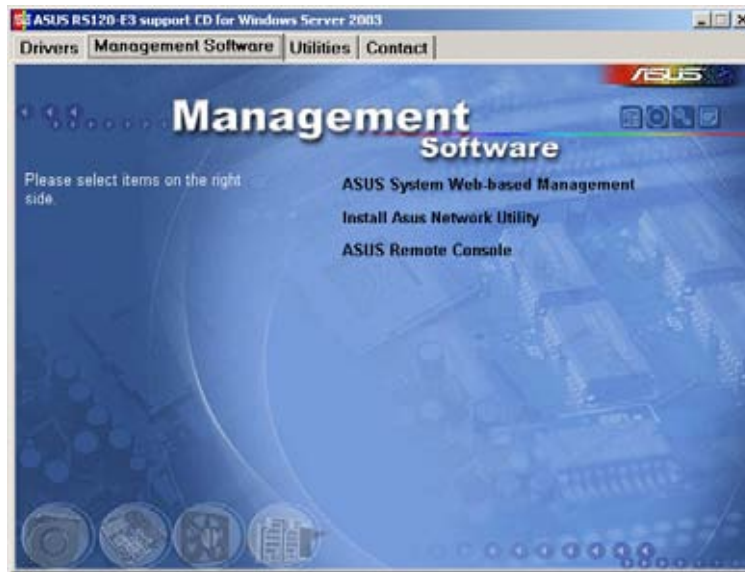 ASUS RS120-E3 support CD for Windows Server 2003
Drivers Management Software Utilities Contact
ASUS
Management
Software
Please select items on the right
side.
ASUS System Web-based Management
Install Asus Network Utility
ASUS Remote Console